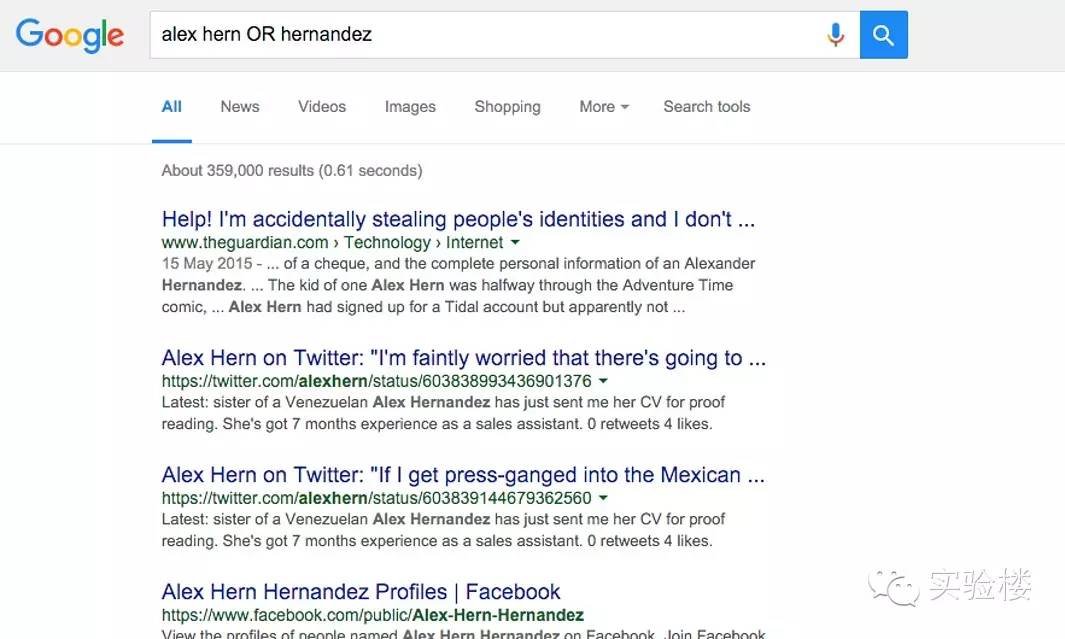 Google
alex hern OR hernandez
All News Videos Images Shopping More Search tools
About 359,000 results (0.61 seconds)
Help! I'm accidentally stealing people's identities and I don't ...
www.theguardian.com › Technology › Internet
15 May 2015 - ... of a cheque, and the complete personal information of an Alexander
Hernandez. ... The kid of one Alex Hern was halfway through the Adventure Time
comic, ... Alex Hern had signed up for a Tidal account but apparently not ...
Alex Hern on Twitter: "I'm faintly worried that there's going to ...
https://twitter.com/alexhern/status/603838993436901376
Latest: sister of a Venezuelan Alex Hernandez has just sent me her CV for proof
reading. She's got 7 months experience as a sales assistant. 0 retweets 4 likes.
Alex Hern on Twitter: "If I get press-ganged into the Mexican ...
https://twitter.com/alexhern/status/603839144679362560
Latest: sister of a Venezuelan Alex Hernandez has just sent me her CV for proof
reading. She's got 7 months experience as a sales assistant. 0 retweets 4 likes.
Alex Hern Hernandez Profiles | Facebook
https://www.facebook.com/public/Alex-Hern-Hernandez
View the profiles of people named Alex Hern Hernandez on Facebook. Join Facebook
实验楼